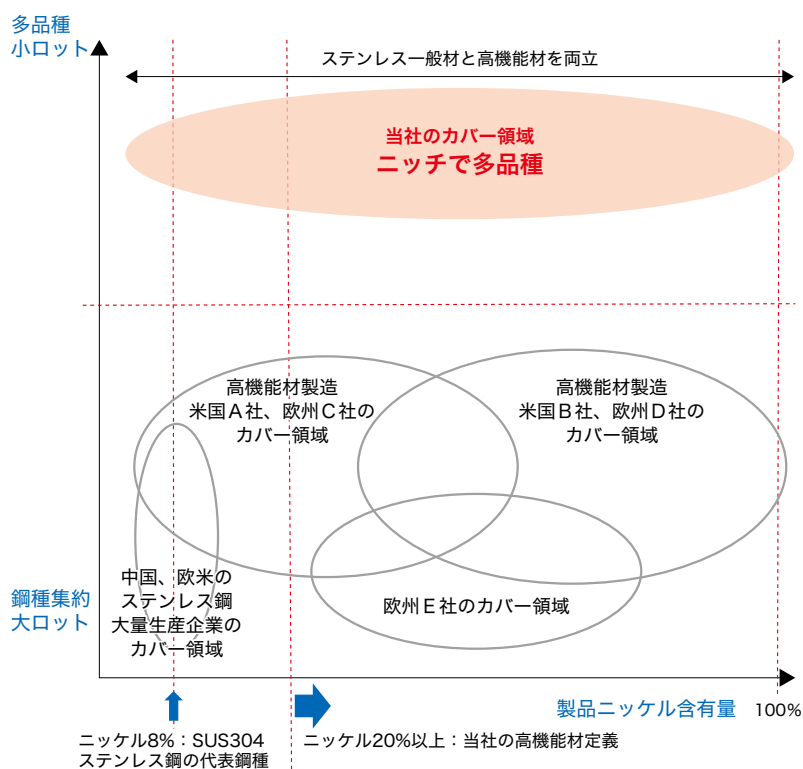 多品種
小ロット
ステンレス一般材と高機能材を両立
当社のカバー領域
ニッチで多品種
高機能材製造
米国A社、欧州C社の
カバー領域
高機能材製造
米国B社、欧州D社の
カバー領域
中国、欧米の
ステンレス鋼
大量生産企業の
カバー領域
欧州E社のカバー領域
鋼種集約
大ロット
製品ニッケル含有量
100%
ニッケル8%：SUS304
ステンレス鋼の代表鋼種
ニッケル20%以上：当社の高機能材定義